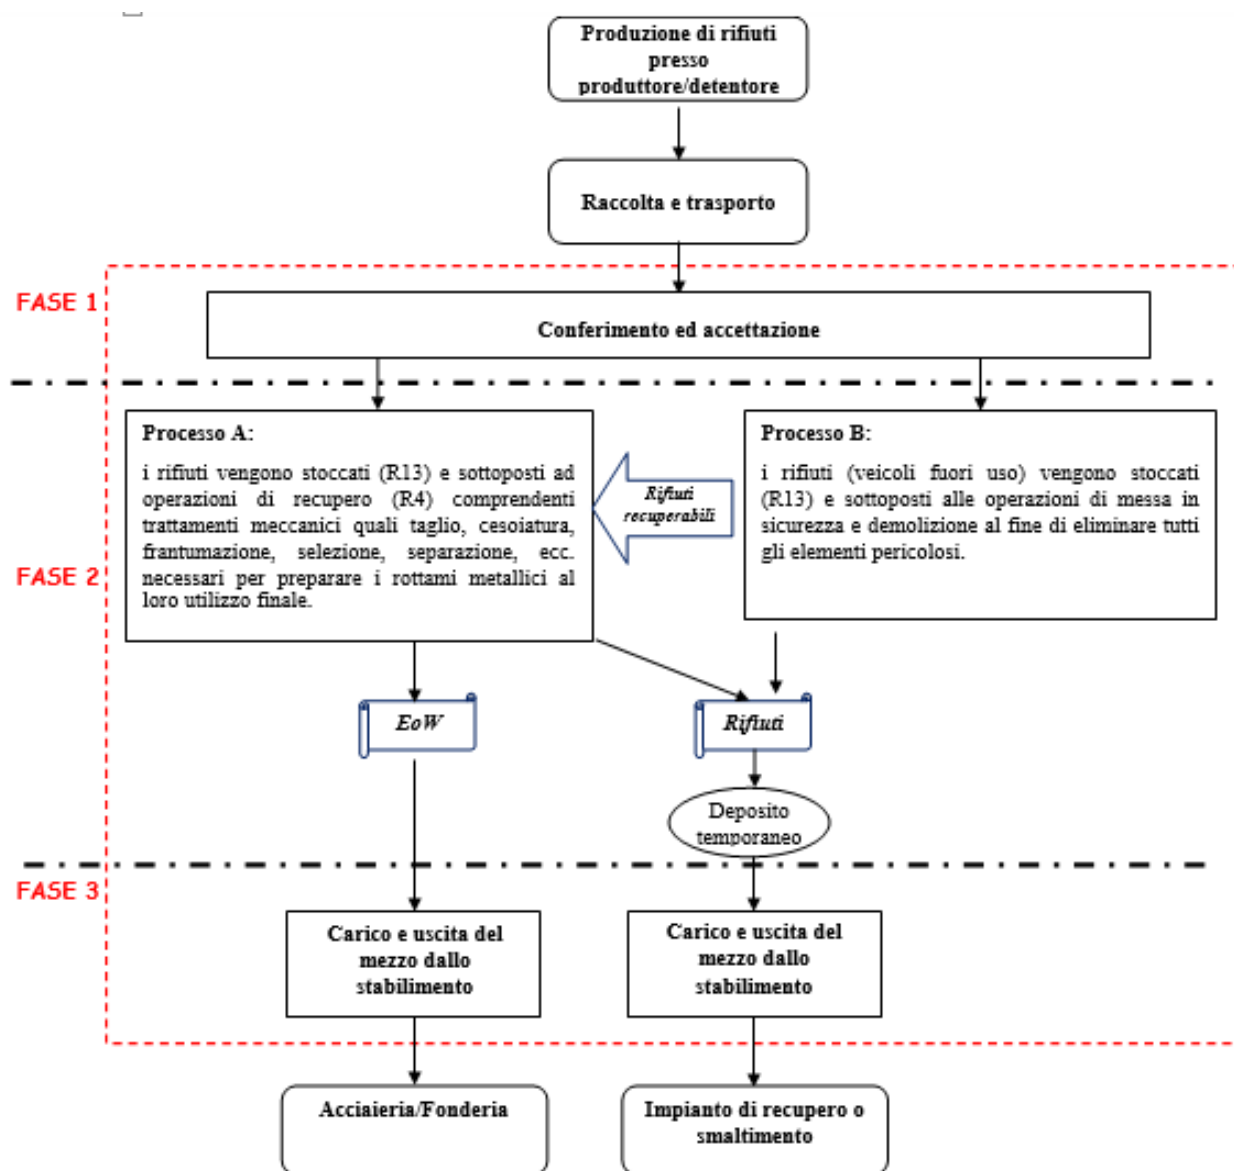 Produzione di rifiuti
presso
produttore/detentore
Raccolta e trasporto
FASE 1
Conferimento ed accettazione
FASE 2
Processo A:
i rifiuti vengono stoccati (R13) e sottoposti ad
operazioni di recupero (R4) comprendenti
trattamenti meccanici quali taglio, cesoiatura,
frantumazione, selezione, separazione, ecc.
necessari per preparare i rottami metallici al
loro utilizzo finale.
Rifiuti
recuperabili
Processo B:
i rifiuti (veicoli fuori uso) vengono stoccati
(R13) e sottoposti alle operazioni di messa in
sicurezza e demolizione al fine di eliminare tutti
gli elementi pericolosi.
EoW
Rifiuti
Deposito
temporaneo
FASE 3
Carico e uscita del
mezzo dallo
stabilimento
Carico e uscita del
mezzo dallo
stabilimento
Acciaieria/Fonderia
Impianto di recupero o
smaltimento